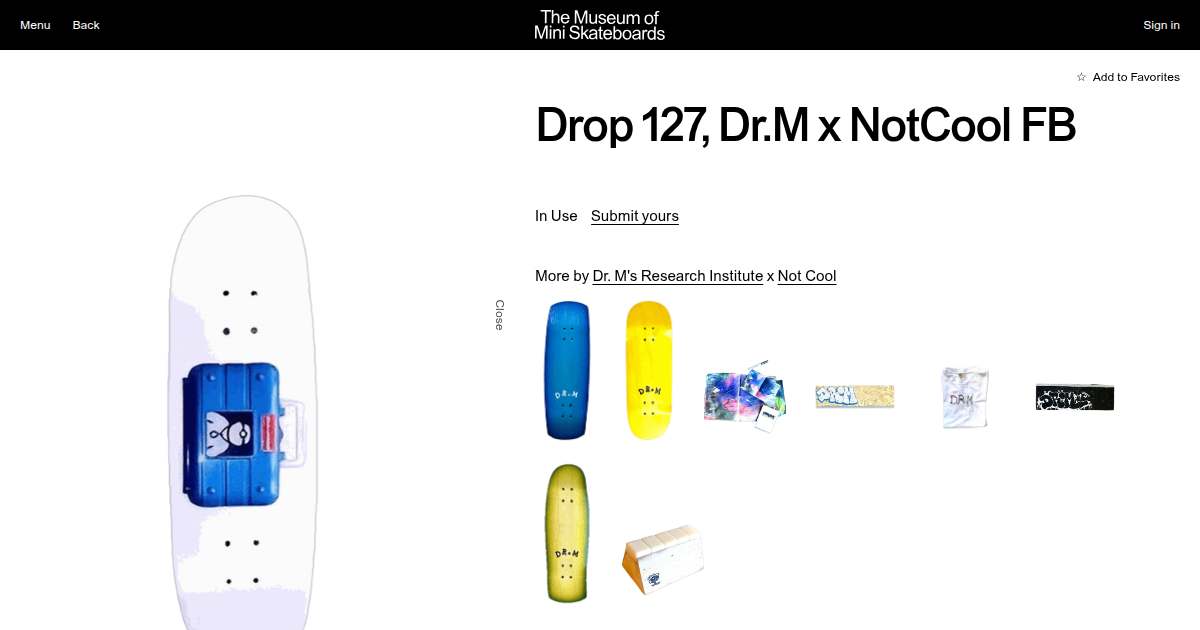 Menu
Back
The Museum of
Mini Skateboards
Sign in
☆ Add to Favorites
Drop 127, Dr.M x NotCool FB
In Use
Submit yours
More by Dr. M's Research Institute x Not Cool
Close
DR.M
DR.M
DR.M
DR.M